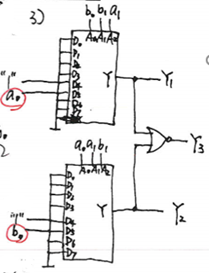 3)
b₀ b₁ a₁
A₀ A₁ A₂
D₀
D₁
D₂
D₃
"1"
D₄
a₀
D₅
D₆
Y
Y₁
Y₃
a₀ a₁ b₁
A₀ A₁ A₂
D₀
D₁
D₂
D₃
Y
Y₂
"1"
D₄
b₀
D₅
D₆
D₇